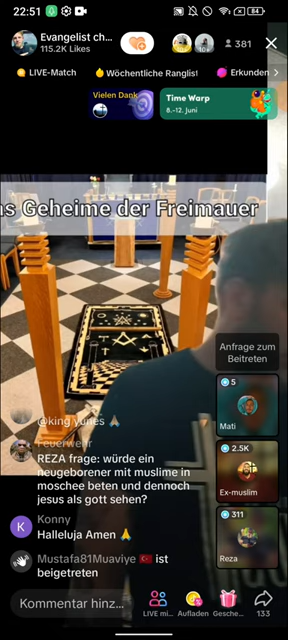 22:51
84
Evangelist ch...
115.2K Likes
381
LIVE-Match
Wöchentliche Ranglist
Erkunden
Vielen Dank
Time Warp
8.-12. Juni
as Geheime der Freimauer
Anfrage zum
Beitreten
5
Mati
2.5K
Ex-muslim
311
Reza
@king yunes 🙏
Feuerwehr
REZA frage: würde ein
neugeborener mit muslime in
moschee beten und dennoch
jesus als gott sehen?
K
Konny
Halleluja Amen 🙏
Mustafa81Muaviye 🇹🇷 ist
beigetreten
Kommentar hinz...
LIVE mi...
Aufladen
Gesche...
133